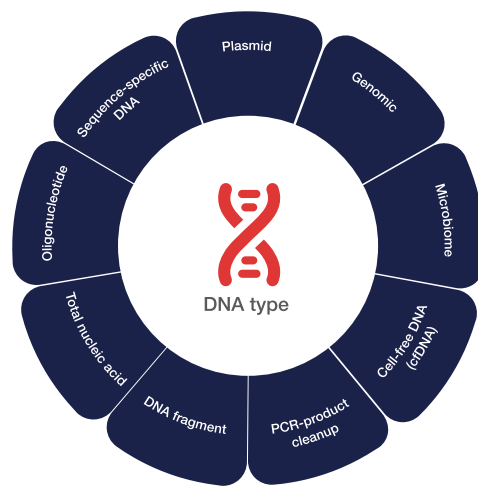 Plasmid
Genomic
Microbiome
Cell-free DNA
(cfDNA)
PCR-product
cleanup
DNA fragment
Total nucleic acid
Oligonucleotide
Sequence-specific
DNA
DNA type